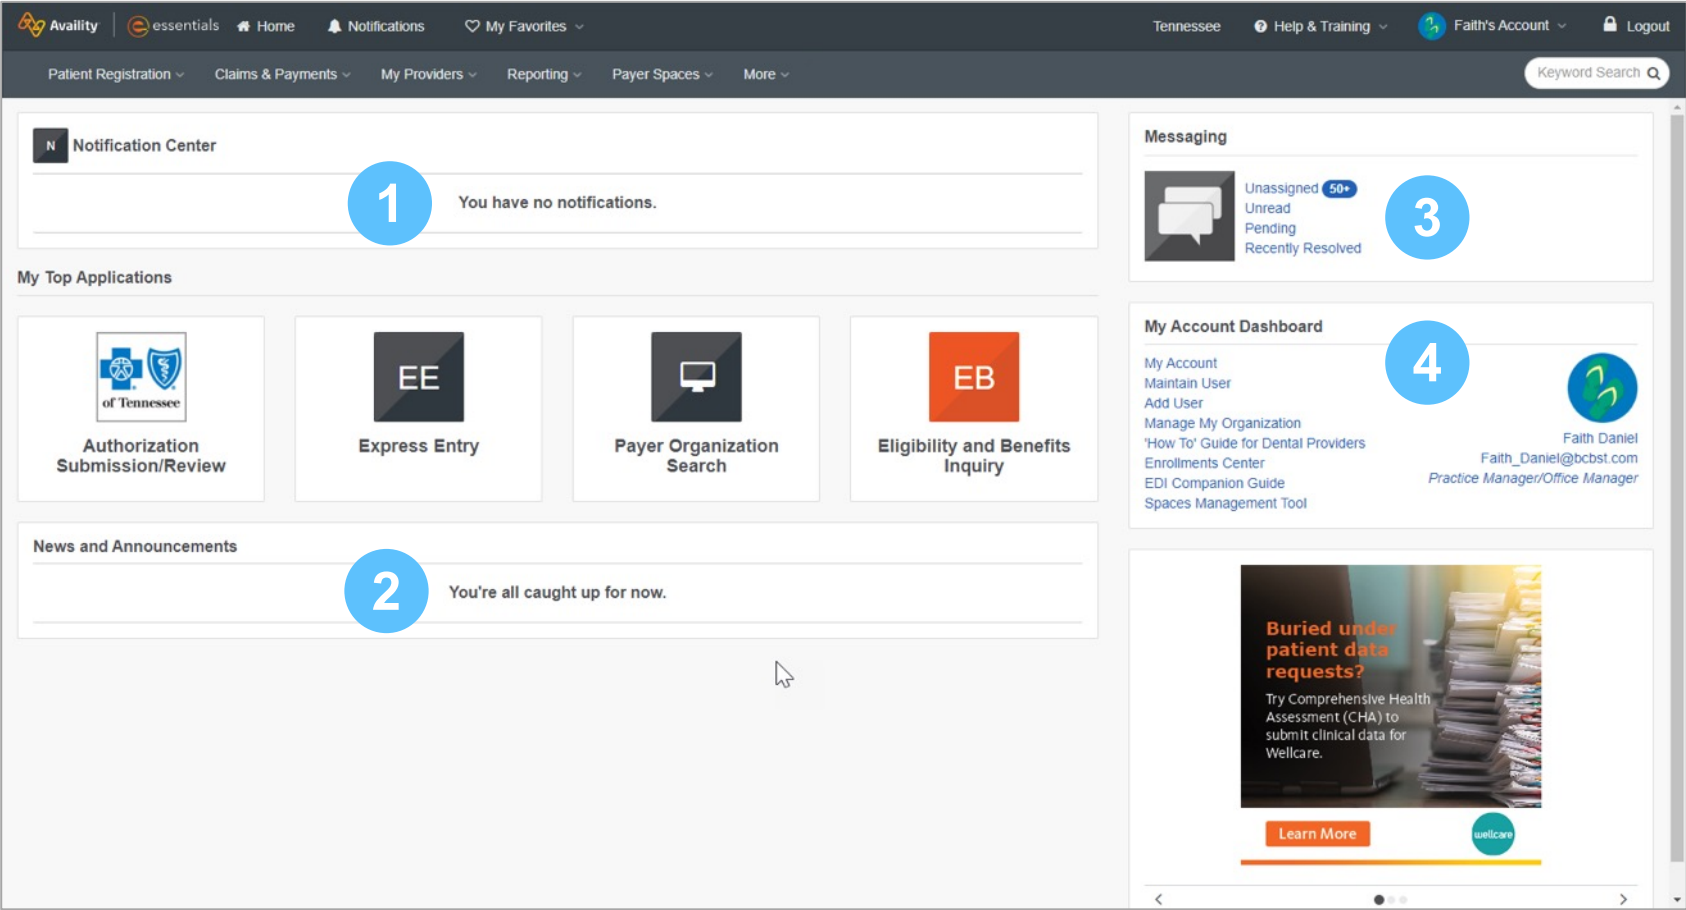 Availity essentials Home Notifications My Favorites Tennessee Help & Training Faith's Account Logout
Patient Registration Claims & Payments My Providers Reporting Payer Spaces More Keyword Search
N Notification Center
1
You have no notifications.
My Top Applications
of Tennessee
Authorization
Submission/Review
EE
Express Entry
Payer Organization
Search
EB
Eligibility and Benefits
Inquiry
News and Announcements
2
You're all caught up for now.
Messaging
Unassigned 50+
Unread
Pending
Recently Resolved
3
My Account Dashboard
4
My Account
Maintain User
Add User
Manage My Organization
'How To' Guide for Dental Providers
Enrollments Center
EDI Companion Guide
Spaces Management Tool
Faith Daniel
Faith_Daniel@bcbst.com
Practice Manager/Office Manager
Buried under
patient data
requests?
Try Comprehensive Health
Assessment (CHA) to
submit clinical data for
Wellcare.
Learn More
wellcare